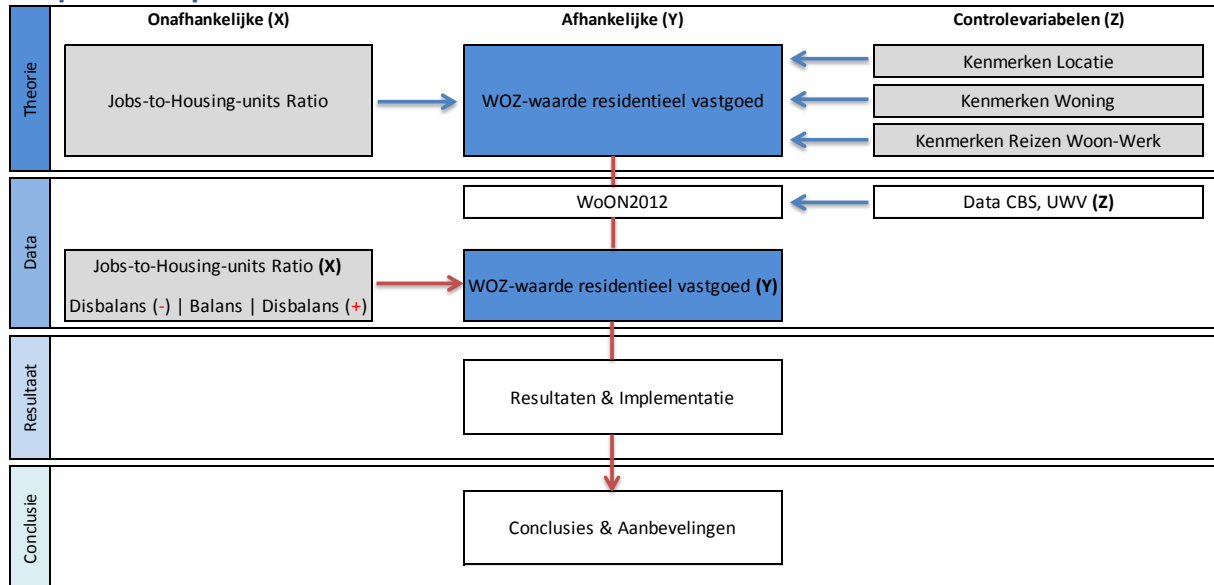 Onafhankelijke (X)
Afhankelijke (Y)
Controlevariabelen (Z)
Theorie
Jobs-to-Housing-units Ratio
WOZ-waarde residentieel vastgoed
Kenmerken Locatie
Kenmerken Woning
Kenmerken Reizen Woon-Werk
Data
WoON2012
Data CBS, UWV (Z)
Jobs-to-Housing-units Ratio (X)
Disbalans (-) | Balans | Disbalans (+)
WOZ-waarde residentieel vastgoed (Y)
Resultaat
Resultaten & Implementatie
Conclusie
Conclusies & Aanbevelingen